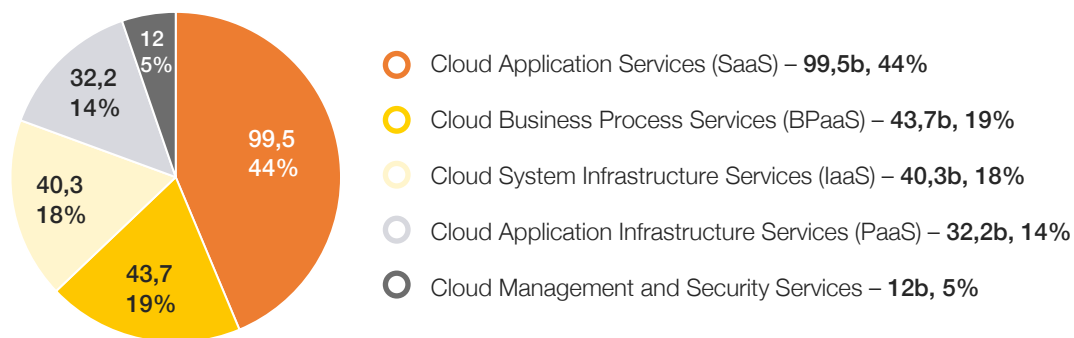 12
5%
32,2
14%
99,5
44%
40,3
18%
43,7
19%
Cloud Application Services (SaaS) – 99,5b, 44%
Cloud Business Process Services (BPaaS) – 43,7b, 19%
Cloud System Infrastructure Services (IaaS) – 40,3b, 18%
Cloud Application Infrastructure Services (PaaS) – 32,2b, 14%
Cloud Management and Security Services – 12b, 5%